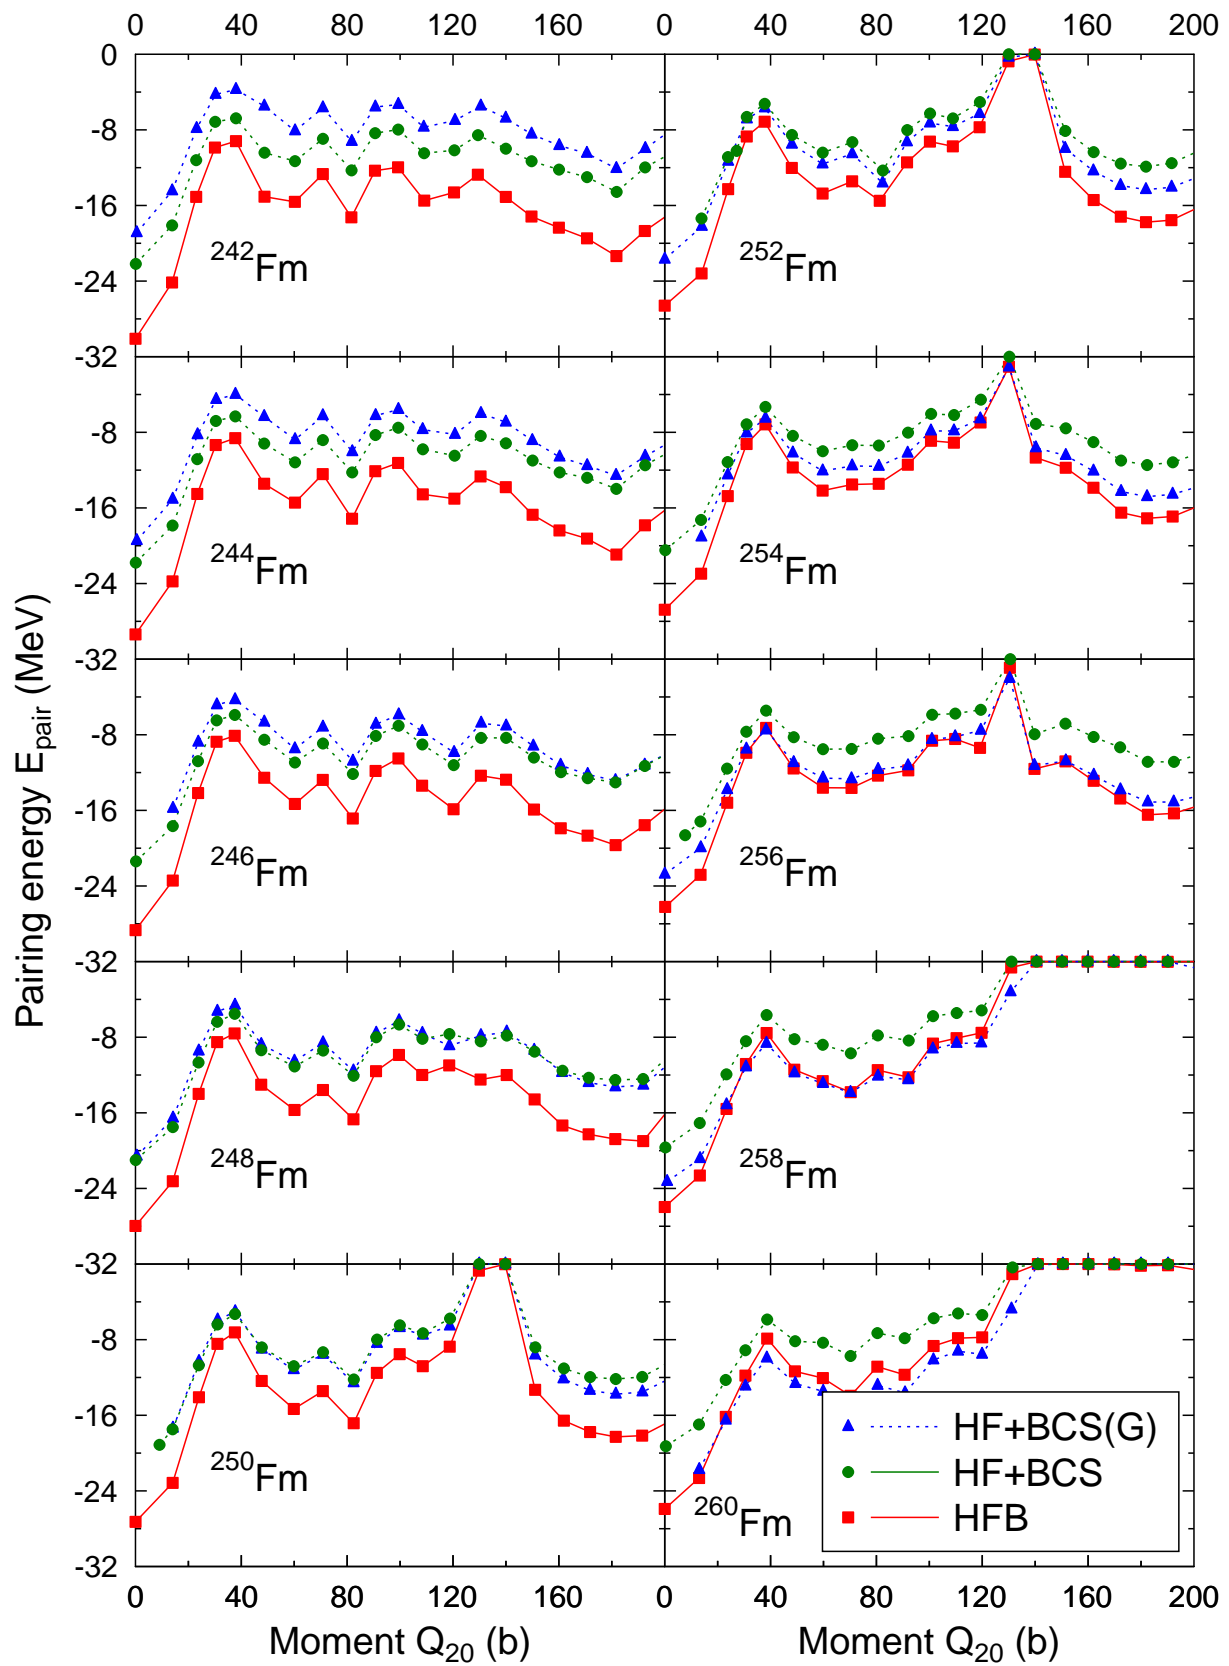 0 40 80 120 160 0 40 80 120 160 200
0
-8
-16
-24
-32
-8
-16
-24
-32
-8
-16
-24
-32
-8
-16
-24
-32
-8
-16
-24
-32
Pairing energy E_pair (MeV)
²⁴²Fm
²⁵²Fm
²⁴⁴Fm
²⁵⁴Fm
²⁴⁶Fm
²⁵⁶Fm
²⁴⁸Fm
²⁵⁸Fm
²⁵⁰Fm
²⁶⁰Fm
HF+BCS(G)
HF+BCS
HFB
0 40 80 120 160 0 40 80 120 160 200
Moment Q₂₀ (b) Moment Q₂₀ (b)